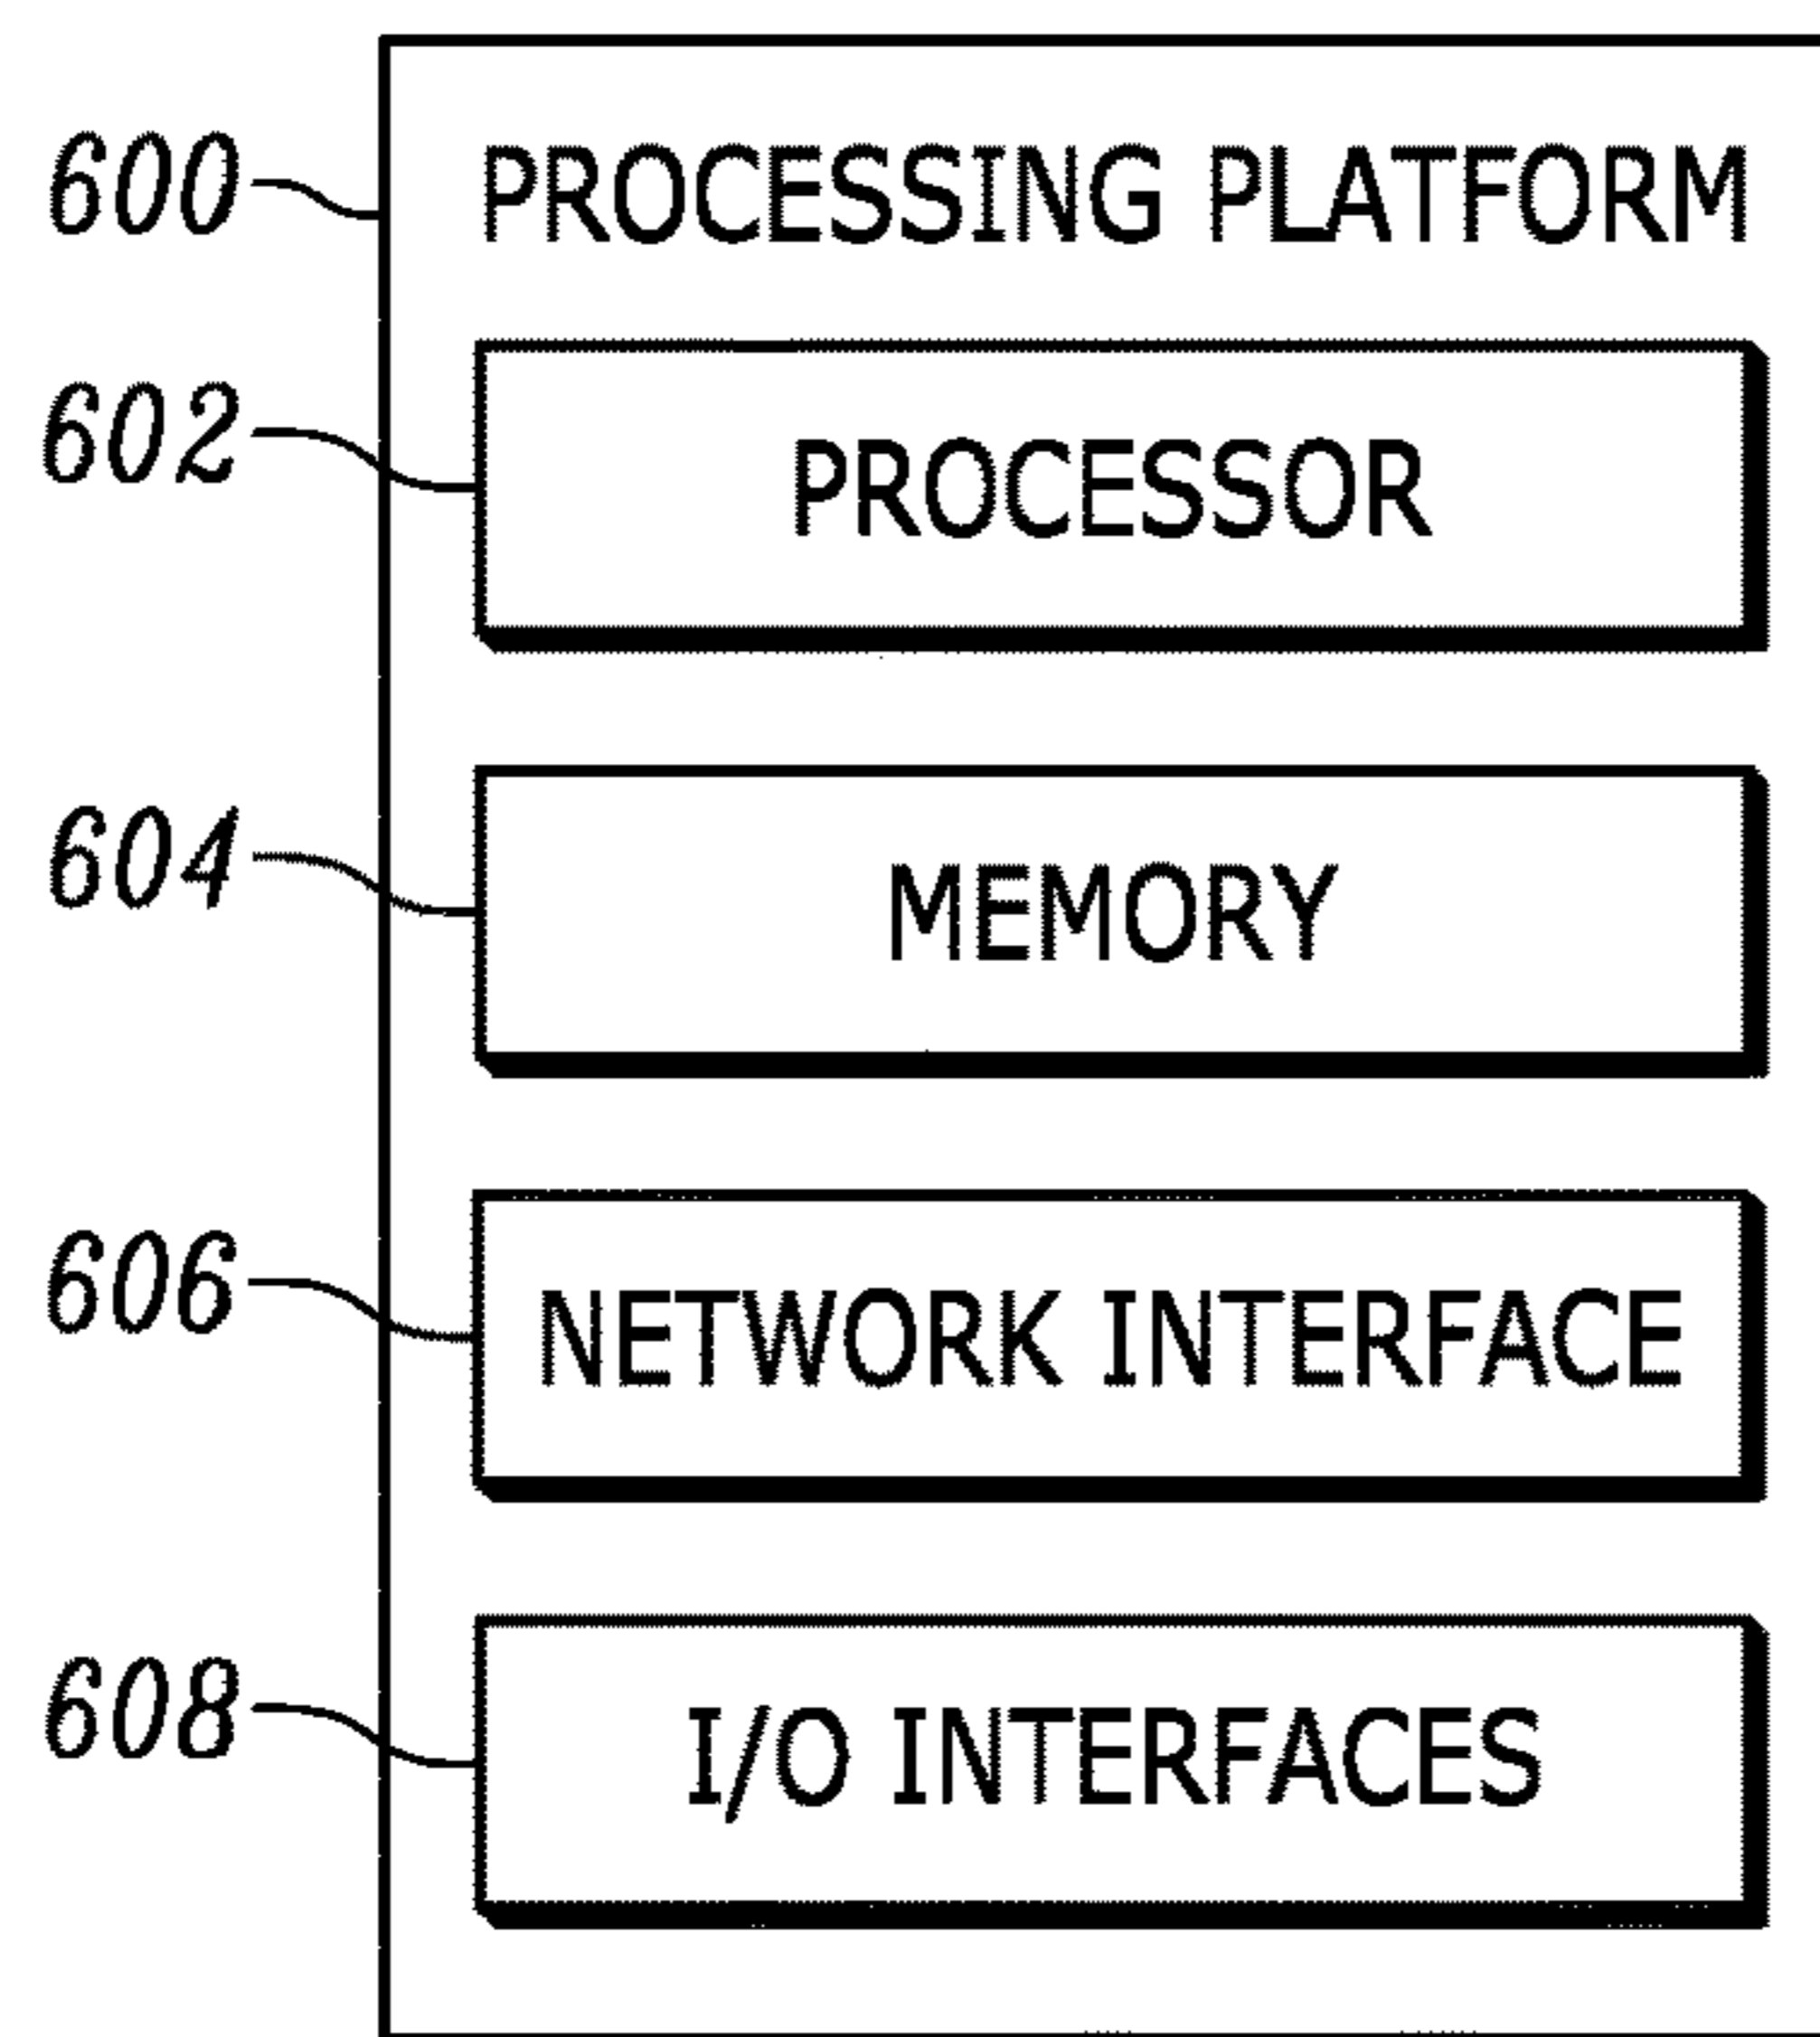 600 PROCESSING PLATFORM
602 PROCESSOR
604 MEMORY
606 NETWORK INTERFACE
608 I/O INTERFACES